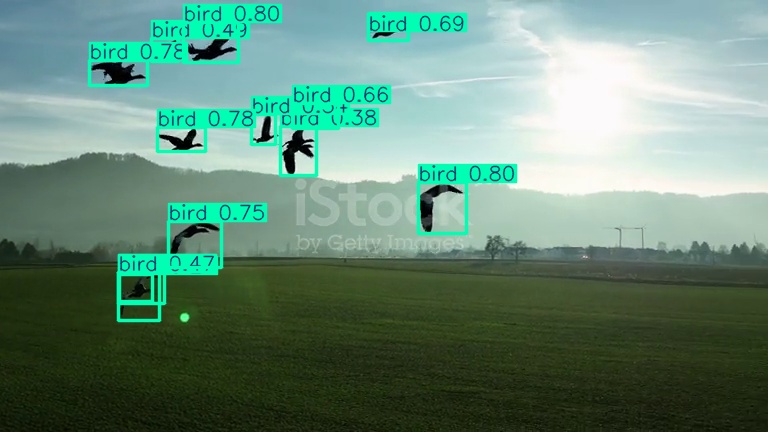 bird 0.80
bird 0.49
bird 0.69
bird 0.78
bird 0.66
bird
bird 0.38
bird 0.78
bird 0.80
iStock
by Getty Images
bird 0.75
bird 0.47